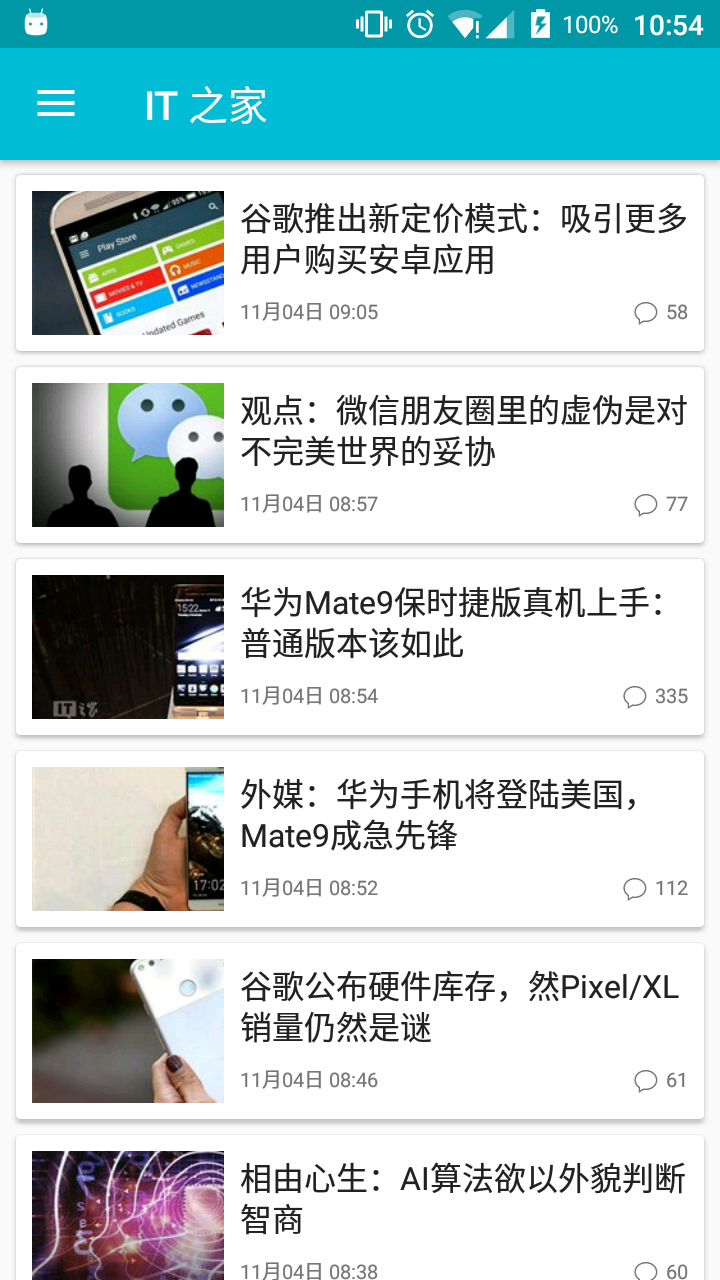 100% 10:54
IT 之家
谷歌推出新定价模式：吸引更多
用户购买安卓应用
11月04日 09:05
58
Play Store
APPS
GAMES
MOVIES & TV
MUSIC
BOOKS
NEWSSTAND
Updated Games
观点：微信朋友圈里的虚伪是对
不完美世界的妥协
11月04日 08:57
77
华为Mate9保时捷版真机上手：
普通版本该如此
11月04日 08:54
335
15:22
IT之家
外媒：华为手机将登陆美国，
Mate9成急先锋
11月04日 08:52
112
17:02
谷歌公布硬件库存，然Pixel/XL
销量仍然是谜
11月04日 08:46
61
相由心生：AI算法欲以外貌判断
智商
11月04日 08:38
60